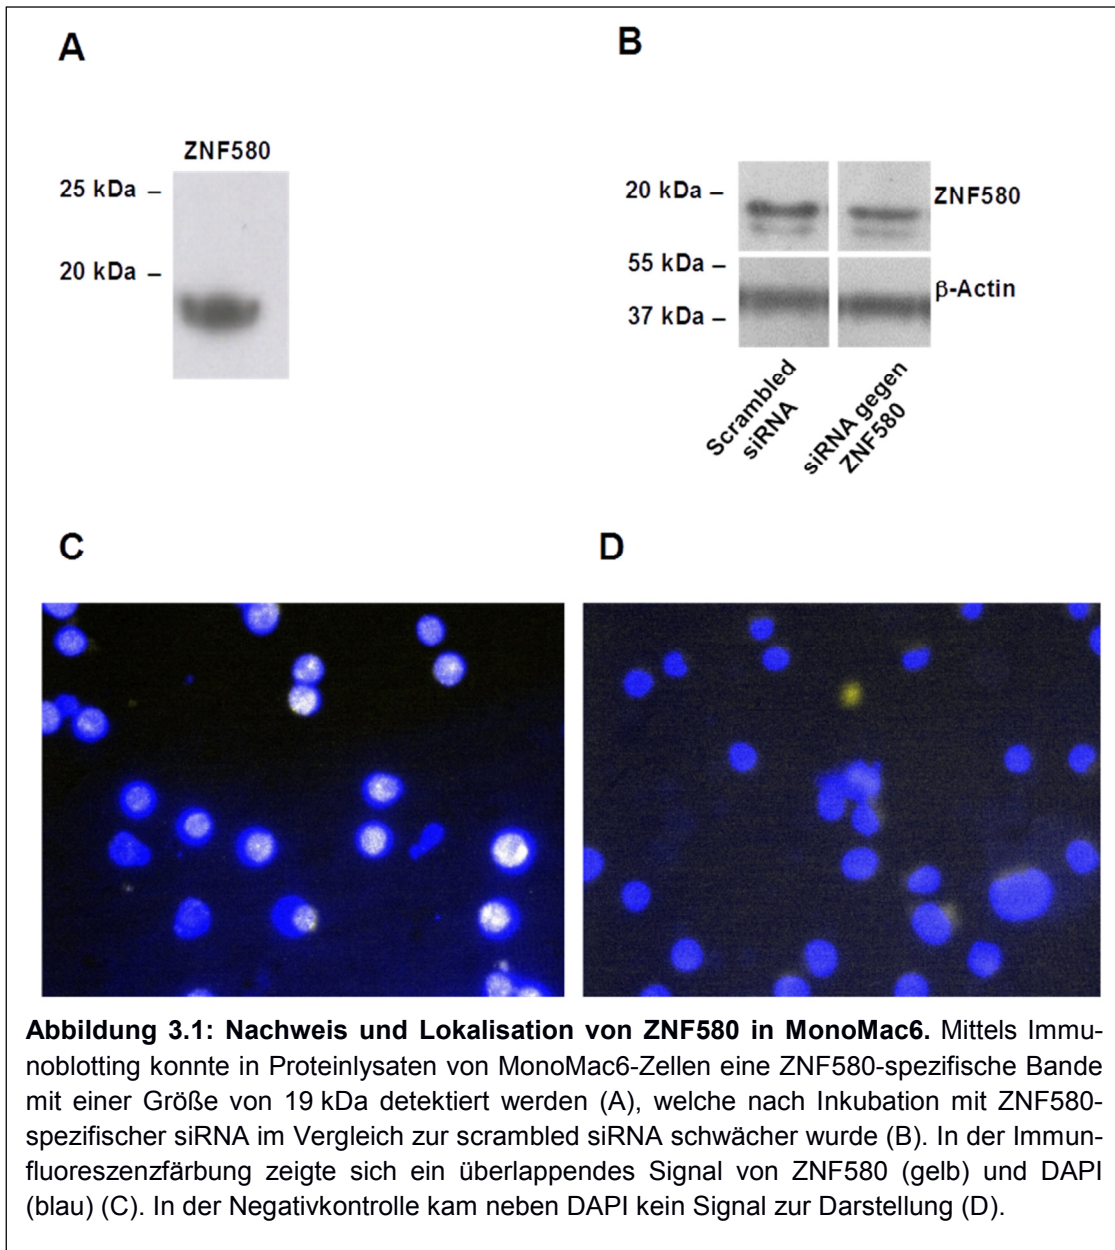 A
B
ZNF580
25 kDa –
20 kDa –
20 kDa –
ZNF580
55 kDa –
β-Actin
37 kDa –
Scrambled
siRNA
siRNA gegen
ZNF580
C
D
Abbildung 3.1: Nachweis und Lokalisation von ZNF580 in MonoMac6. Mittels Immu-
noblotting konnte in Proteinlysaten von MonoMac6-Zellen eine ZNF580-spezifische Bande
mit einer Größe von 19 kDa detektiert werden (A), welche nach Inkubation mit ZNF580-
spezifischer siRNA im Vergleich zur scrambled siRNA schwächer wurde (B). In der Immun-
fluoreszenzfärbung zeigte sich ein überlappendes Signal von ZNF580 (gelb) und DAPI
(blau) (C). In der Negativkontrolle kam neben DAPI kein Signal zur Darstellung (D).